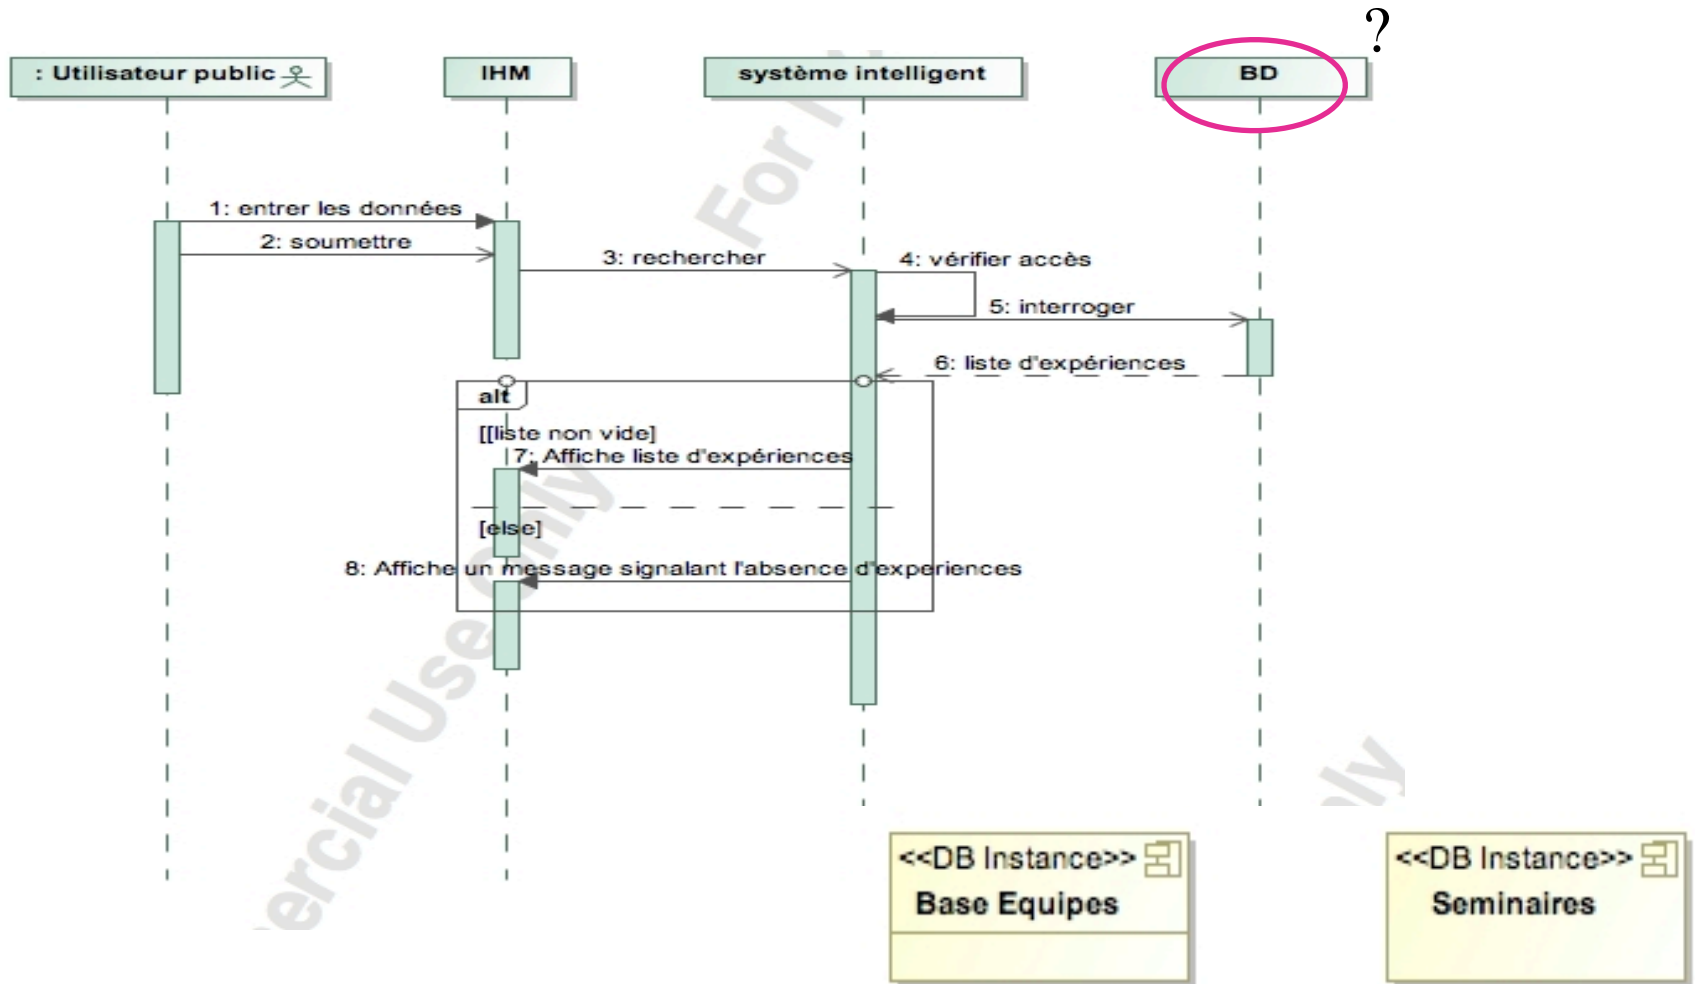 ?
: Utilisateur public
IHM
système intelligent
BD
For
1: entrer les données
2: soumettre
3: rechercher
4: vérifier accès
5: interroger
6: liste d'expériences
alt
[[liste non vide]
7: Affiche liste d'expériences
[else]
8: Affiche un message signalant l'absence d'experiences
ercial Use Only
nly
<<DB Instance>>
Base Equipes
<<DB Instance>>
Seminaires